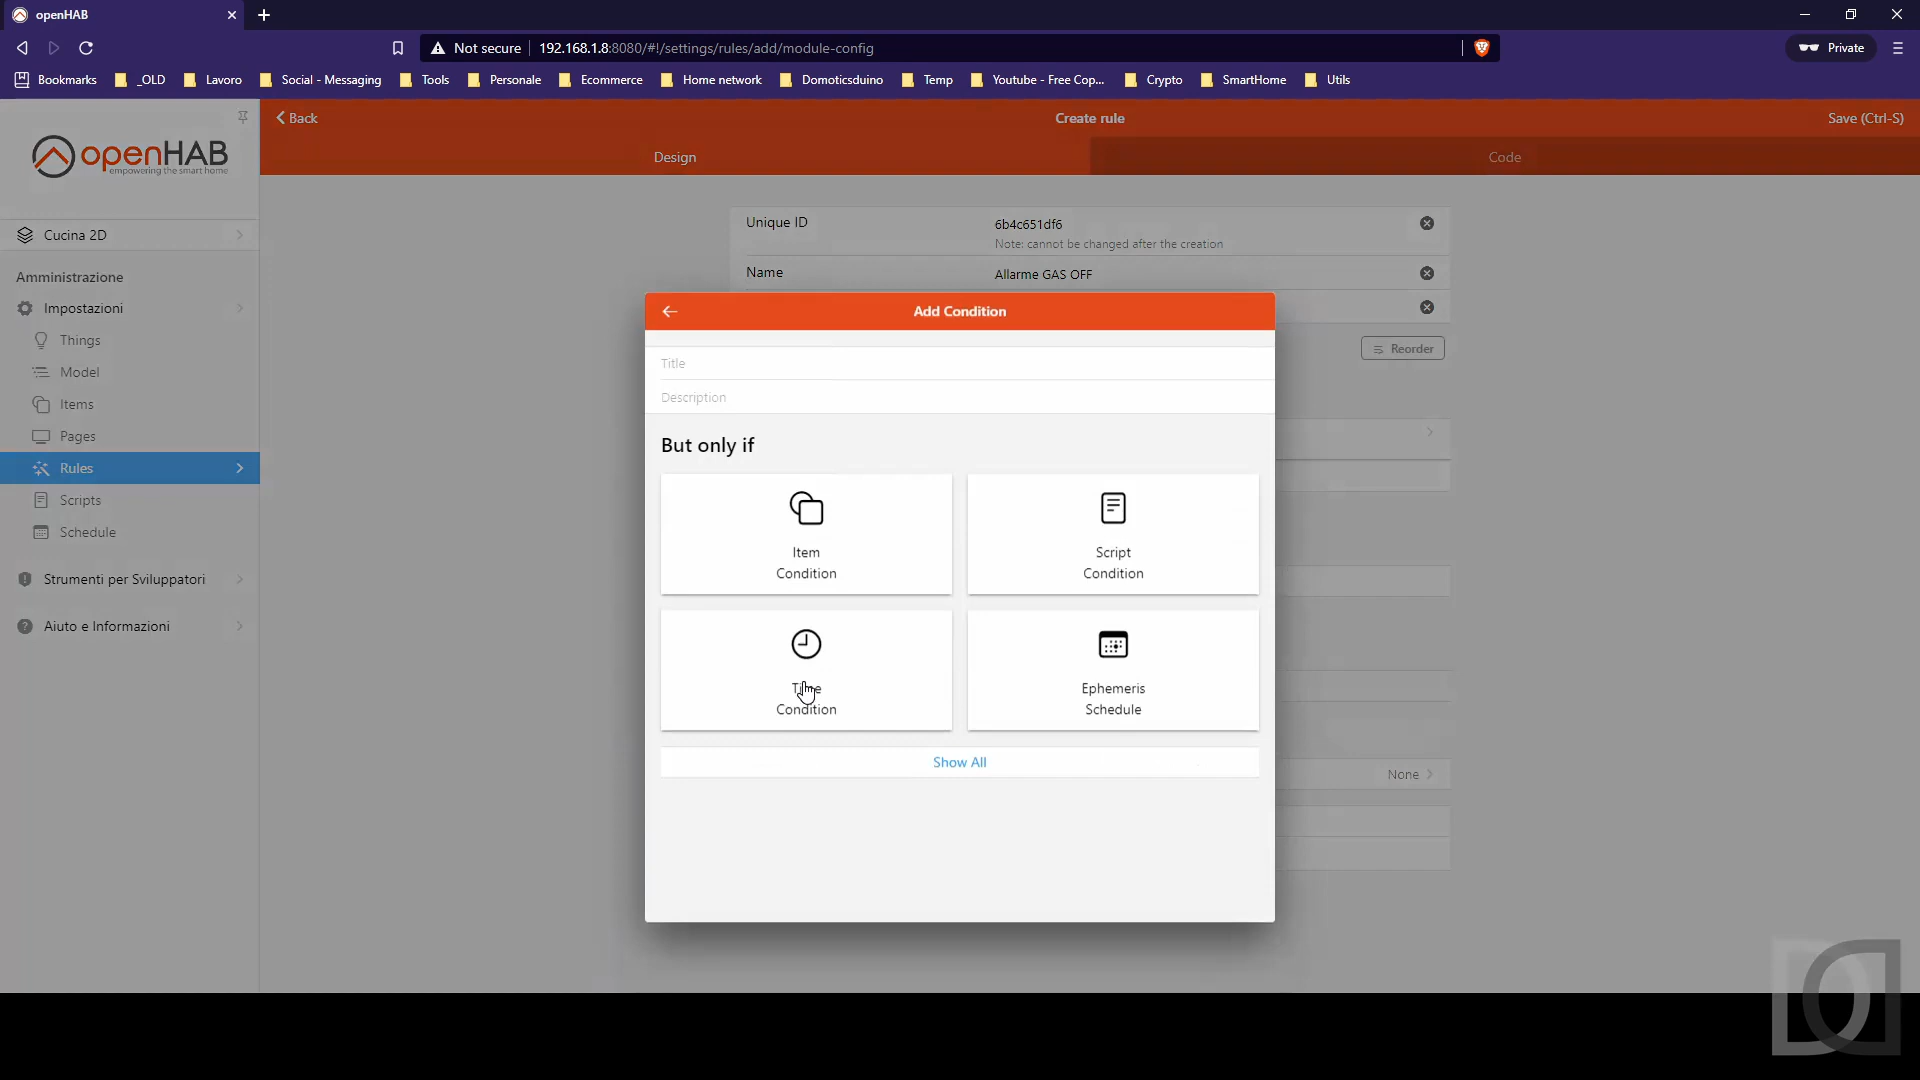 openHAB
Not secure
192.168.1.8:8080/#!/settings/rules/add/module-config
Private
Bookmarks
_OLD
Lavoro
Social - Messaging
Tools
Personale
Ecommerce
Home network
Domoticsduino
Temp
Youtube - Free Cop...
Crypto
SmartHome
Utils
openHAB
empowering the smart home
Back
Create rule
Save (Ctrl-S)
Design
Code
Cucina 2D
Amministrazione
Impostazioni
Things
Model
Items
Pages
Rules
Scripts
Schedule
Strumenti per Sviluppatori
Aiuto e Informazioni
Unique ID
6b4c651df6
Note: cannot be changed after the creation
Name
Allarme GAS OFF
Reorder
None
Add Condition
Title
Description
But only if
Item
Condition
Script
Condition
Time
Condition
Ephemeris
Schedule
Show All